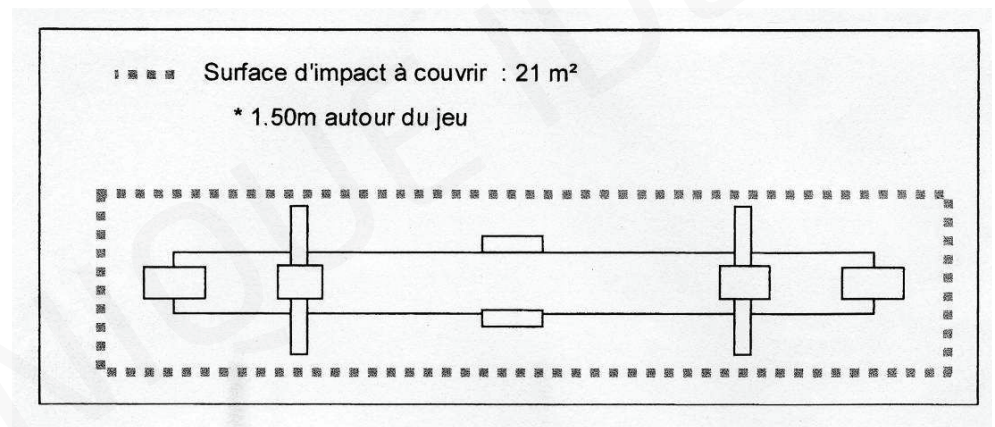 Surface d'impact à couvrir : 21 m²
* 1.50m autour du jeu